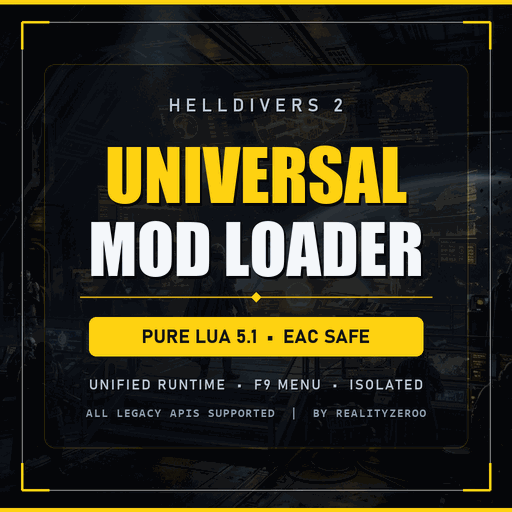 HELLDIVERS 2
UNIVERSAL
MOD LOADER
PURE LUA 5.1 • EAC SAFE
UNIFIED RUNTIME • F9 MENU • ISOLATED
ALL LEGACY APIS SUPPORTED | BY REALITYZEROO